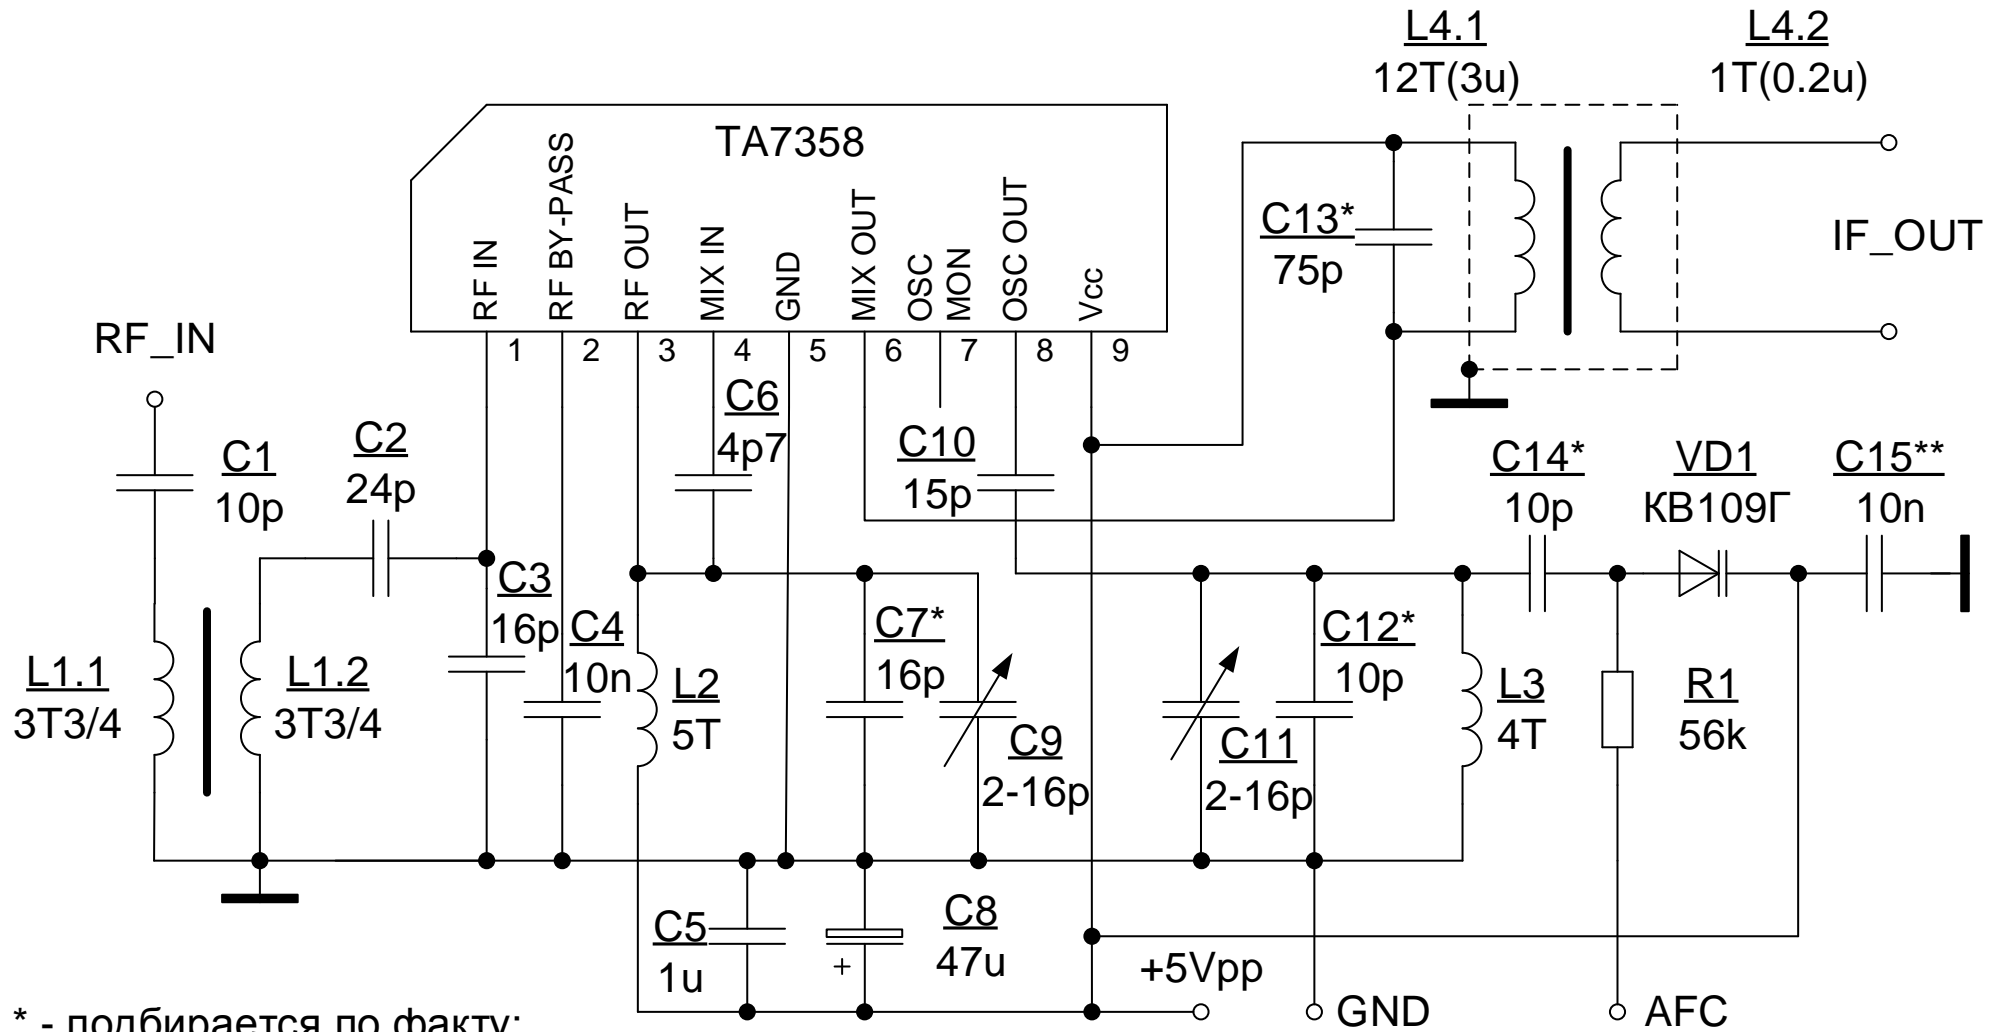 L4.1
12T(3u)
L4.2
1T(0.2u)
TA7358
RF IN
RF BY-PASS
RF OUT
MIX IN
GND
MIX OUT
OSC
MON
OSC OUT
Vcc
1
2
3
4
5
6
7
8
9
C13*
75p
IF_OUT
RF_IN
C1
10p
C2
24p
C6
4p7
C10
15p
C14*
10p
VD1
КВ109Г
C15**
10n
C3
16p
C4
10n
L1.1
3T3/4
L1.2
3T3/4
L2
5T
C7*
16p
C9
2-16p
C11
2-16p
C12*
10p
L3
4T
R1
56k
C5
1u
+
C8
47u
+5Vpp
GND
AFC
* - подбирается по факту;